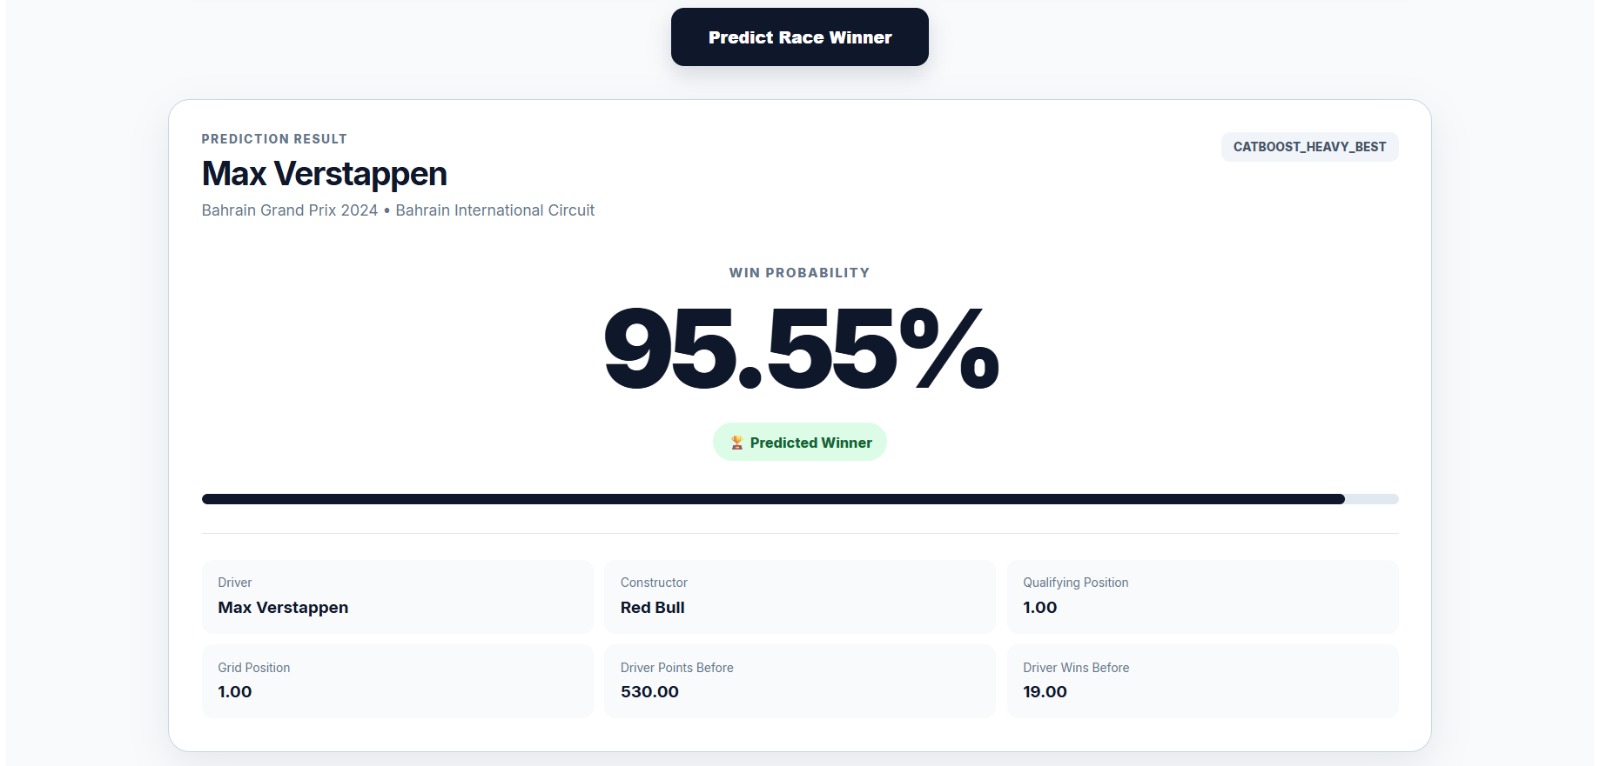 Predict Race Winner
PREDICTION RESULT
CATBOOST_HEAVY_BEST
Max Verstappen
Bahrain Grand Prix 2024 • Bahrain International Circuit
WIN PROBABILITY
95.55%
🏆 Predicted Winner
Driver
Max Verstappen
Constructor
Red Bull
Qualifying Position
1.00
Grid Position
1.00
Driver Points Before
530.00
Driver Wins Before
19.00